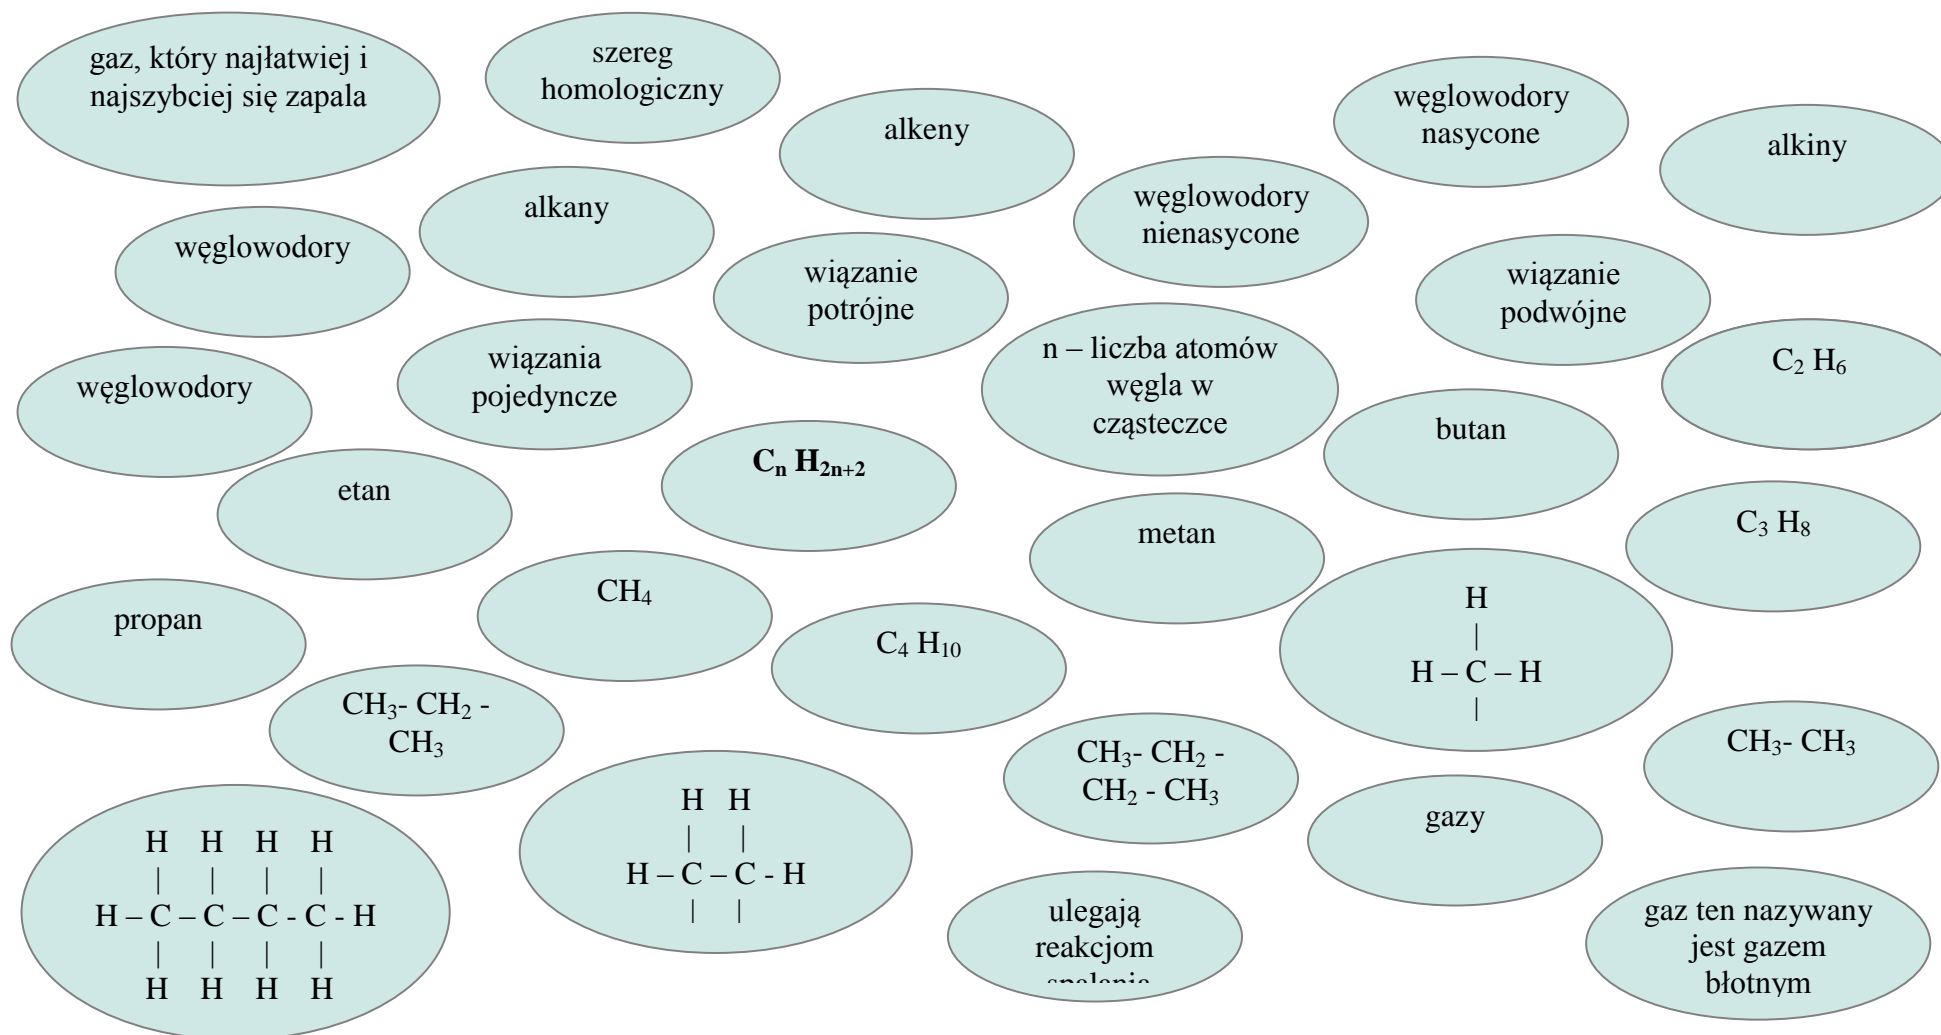 gaz, który najłatwiej i
najszybciej się zapala
szereg
homologiczny
alkeny
węglowodory
nasycone
alkiny
alkany
węglowodory
nienasycone
węglowodory
wiązanie
potrójne
wiązanie
podwójne
węglowodory
wiązania
pojedyncze
n – liczba atomów
węgla w
cząsteczce
C₂ H₆
butan
etan
Cₙ H₂ₙ₊₂
metan
C₃ H₈
propan
CH₄
C₄ H₁₀
H
|
H – C – H
|
CH₃- CH₂ -
CH₃
CH₃- CH₂ -
CH₂ - CH₃
CH₃- CH₃
gazy
H H H H
| | | |
H – C – C – C - C - H
| | | |
H H H H
H H
| |
H – C – C - H
| |
ulegają
reakcjom
spalania
gaz ten nazywany
jest gazem
błotnym